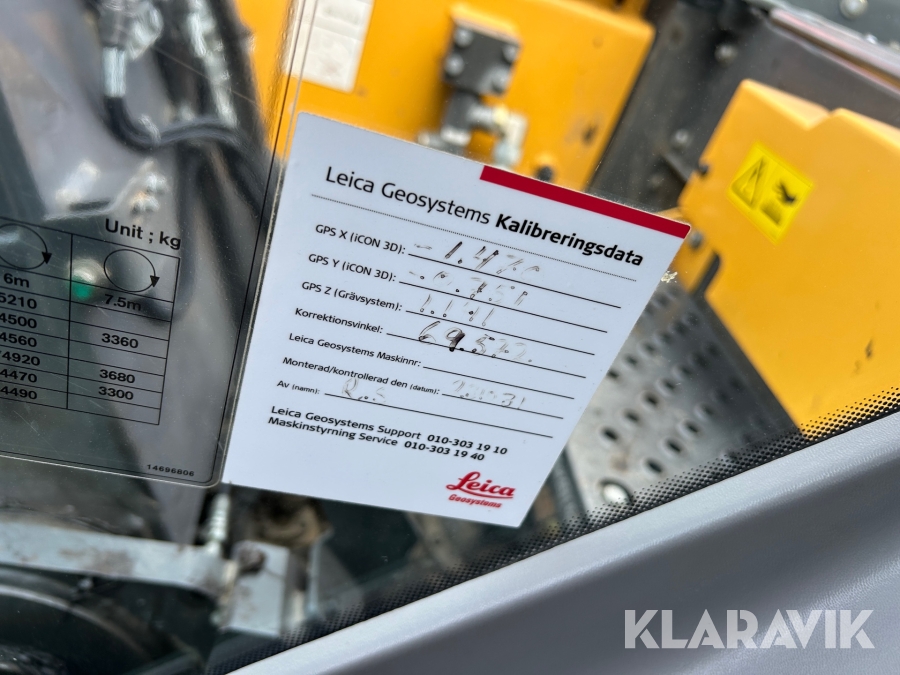 Leica Geosystems Kalibreringsdata
GPS X (iCON 3D):
GPS Y (iCON 3D):
GPS Z (Grävsystem):
Korrektionsvinkel:
Leica Geosystems Maskinnr:
Monterad/kontrollerad den (datum):
Av (namn):
Leica Geosystems Support 010-303 19 10
Maskinstyrning Service 010-303 19 40
Leica
Geosystems
Unit ; kg
6m 7.5m
5210
4500 3360
4560
4920 3680
4470 3300
4490
14696806
KLARAVIK